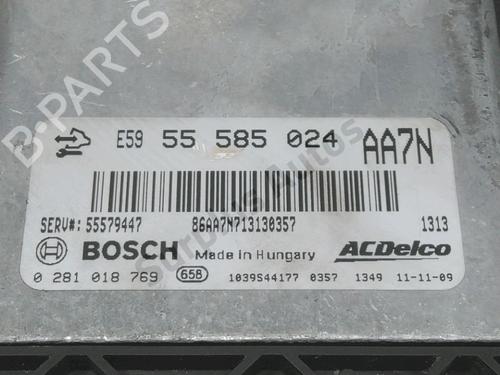 B-PARTS
E59 55 585 024 AA7N
SERV#: 55579447 86AA7N713130357 1313
BOSCH Made in Hungary ACDelco
0 281 018 769 658 1039S44177 0357 1349 11-11-09